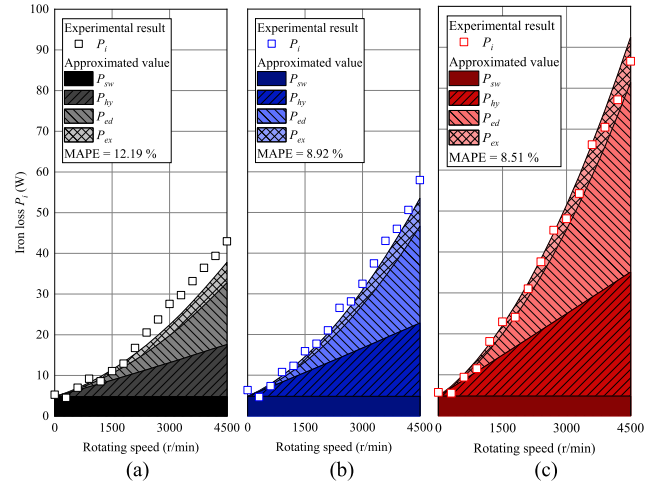 100
90
80
70
60
50
40
30
20
10
0
Iron loss Pi (W)
Experimental result
Pi
Approximated value
Psw
Phy
Ped
Pex
MAPE = 12.19 %
0 1500 3000 4500
Rotating speed (r/min)
(a)
Experimental result
Pi
Approximated value
Psw
Phy
Ped
Pex
MAPE = 8.92 %
0 1500 3000 4500
Rotating speed (r/min)
(b)
Experimental result
Pi
Approximated value
Psw
Phy
Ped
Pex
MAPE = 8.51 %
0 1500 3000 4500
Rotating speed (r/min)
(c)